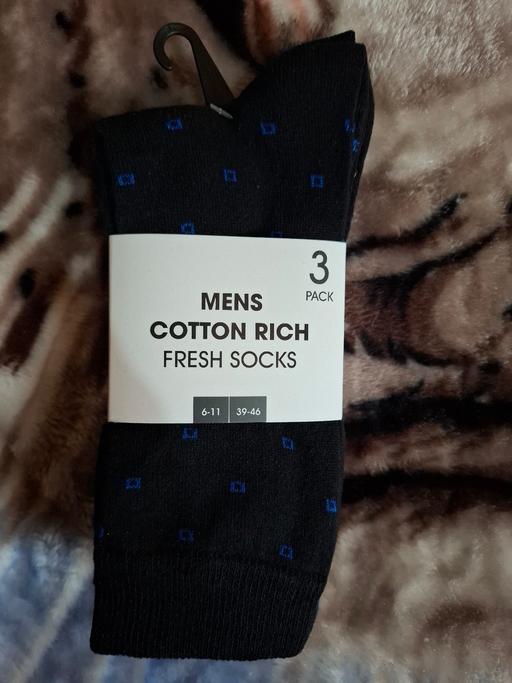 3
PACK
MENS
COTTON RICH
FRESH SOCKS
6-11 39-46